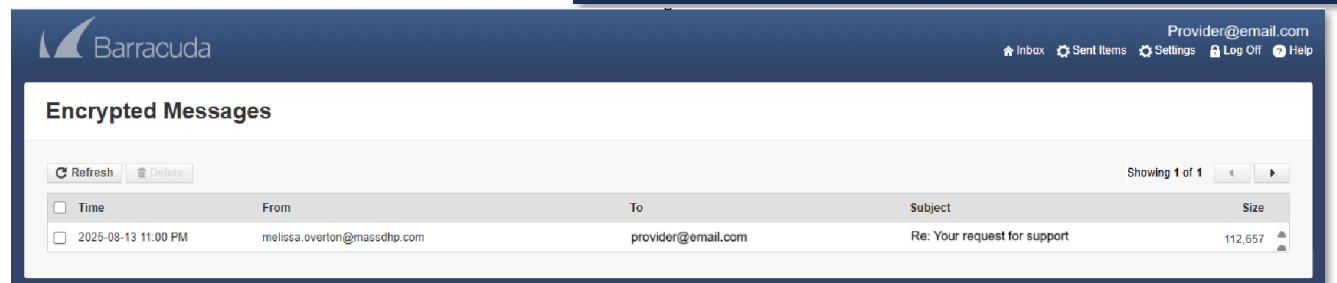 Barracuda
Provider@email.com
Inbox Sent Items Settings Log Off Help
Encrypted Messages
Refresh Delete Showing 1 of 1
Time From To Subject Size
2025-08-13 11:00 PM melissa.overton@massdhp.com provider@email.com Re: Your request for support 112,657